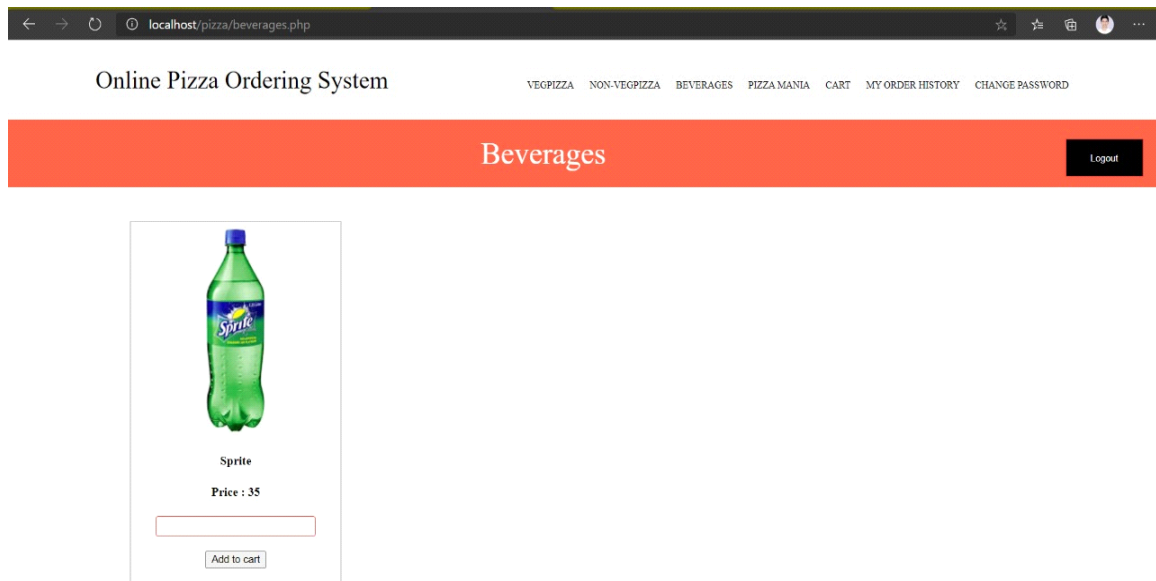 localhost/pizza/beverages.php
Online Pizza Ordering System
VEGPIZZA NON-VEGPIZZA BEVERAGES PIZZA MANIA CART MY ORDER HISTORY CHANGE PASSWORD
Beverages
Logout
Sprite
Sprite
Price : 35
Add to cart